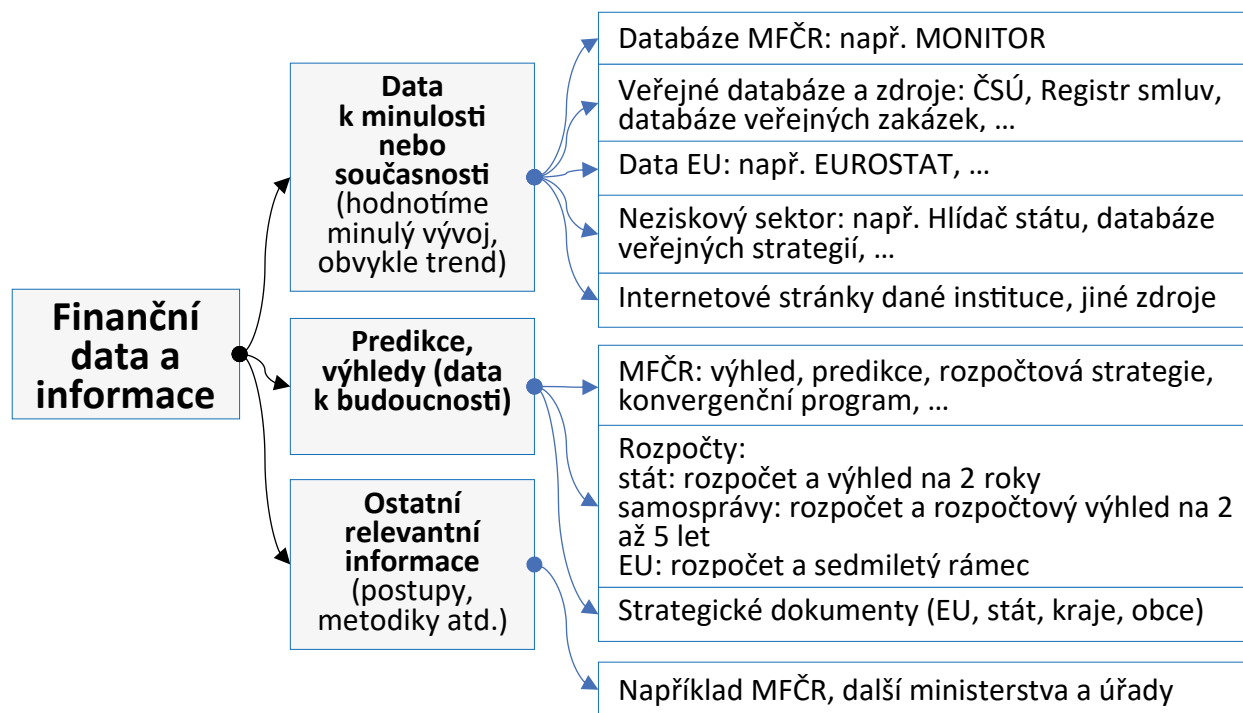 Finanční
data a
informace
Data
k minulosti
nebo
současnosti
(hodnotíme
minulý vývoj,
obvykle trend)
Databáze MFČR: např. MONITOR
Veřejné databáze a zdroje: ČSÚ, Registr smluv,
databáze veřejných zakázek, …
Data EU: např. EUROSTAT, …
Neziskový sektor: např. Hlídač státu, databáze
veřejných strategií, …
Internetové stránky dané instituce, jiné zdroje
Predikce,
výhledy (data
k budoucnosti)
MFČR: výhled, predikce, rozpočtová strategie,
konvergenční program, …
Rozpočty:
stát: rozpočet a výhled na 2 roky
samosprávy: rozpočet a rozpočtový výhled na 2
až 5 let
EU: rozpočet a sedmiletý rámec
Strategické dokumenty (EU, stát, kraje, obce)
Ostatní
relevantní
informace
(postupy,
metodiky atd.)
Například MFČR, další ministerstva a úřady